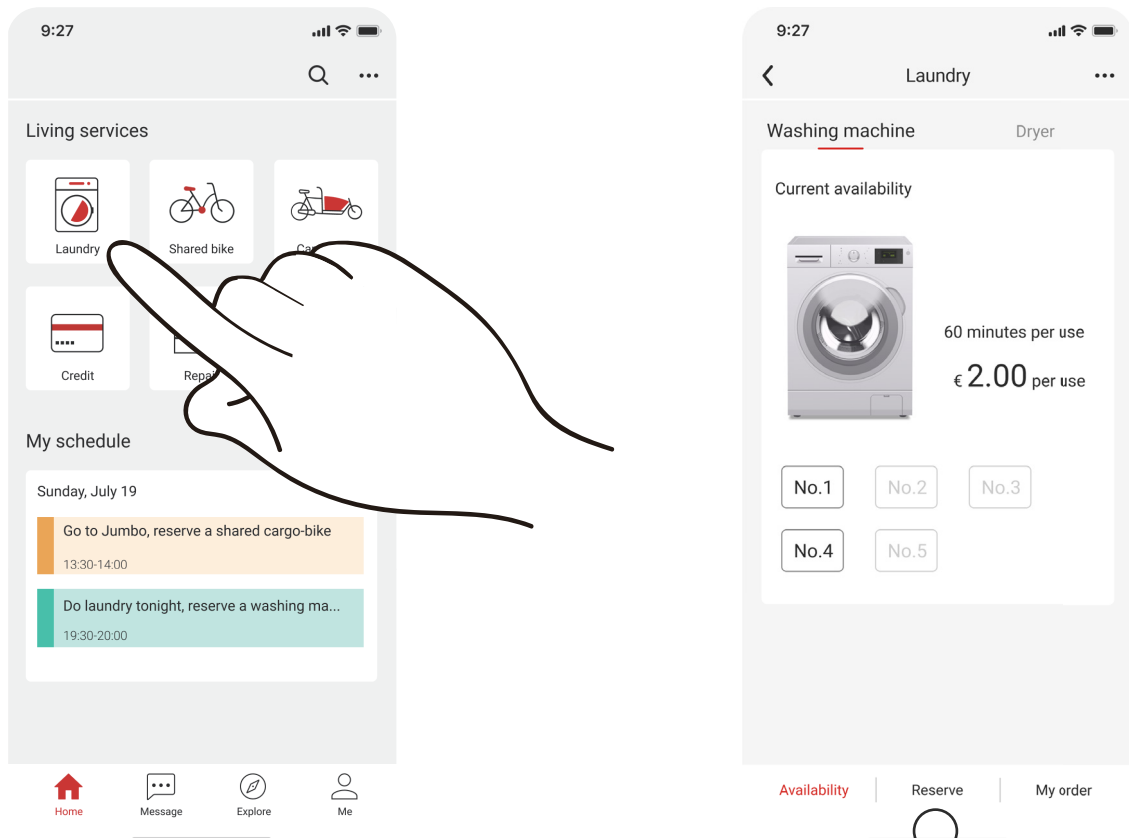 9:27
Living services
Laundry
Shared bike
Credit
My schedule
Sunday, July 19
Go to Jumbo, reserve a shared cargo-bike
13:30-14:00
Do laundry tonight, reserve a washing ma...
19:30-20:00
Home
Message
Explore
Me
9:27
Laundry
Washing machine
Dryer
Current availability
60 minutes per use
€ 2.00 per use
No.1
No.2
No.3
No.4
No.5
Availability
Reserve
My order